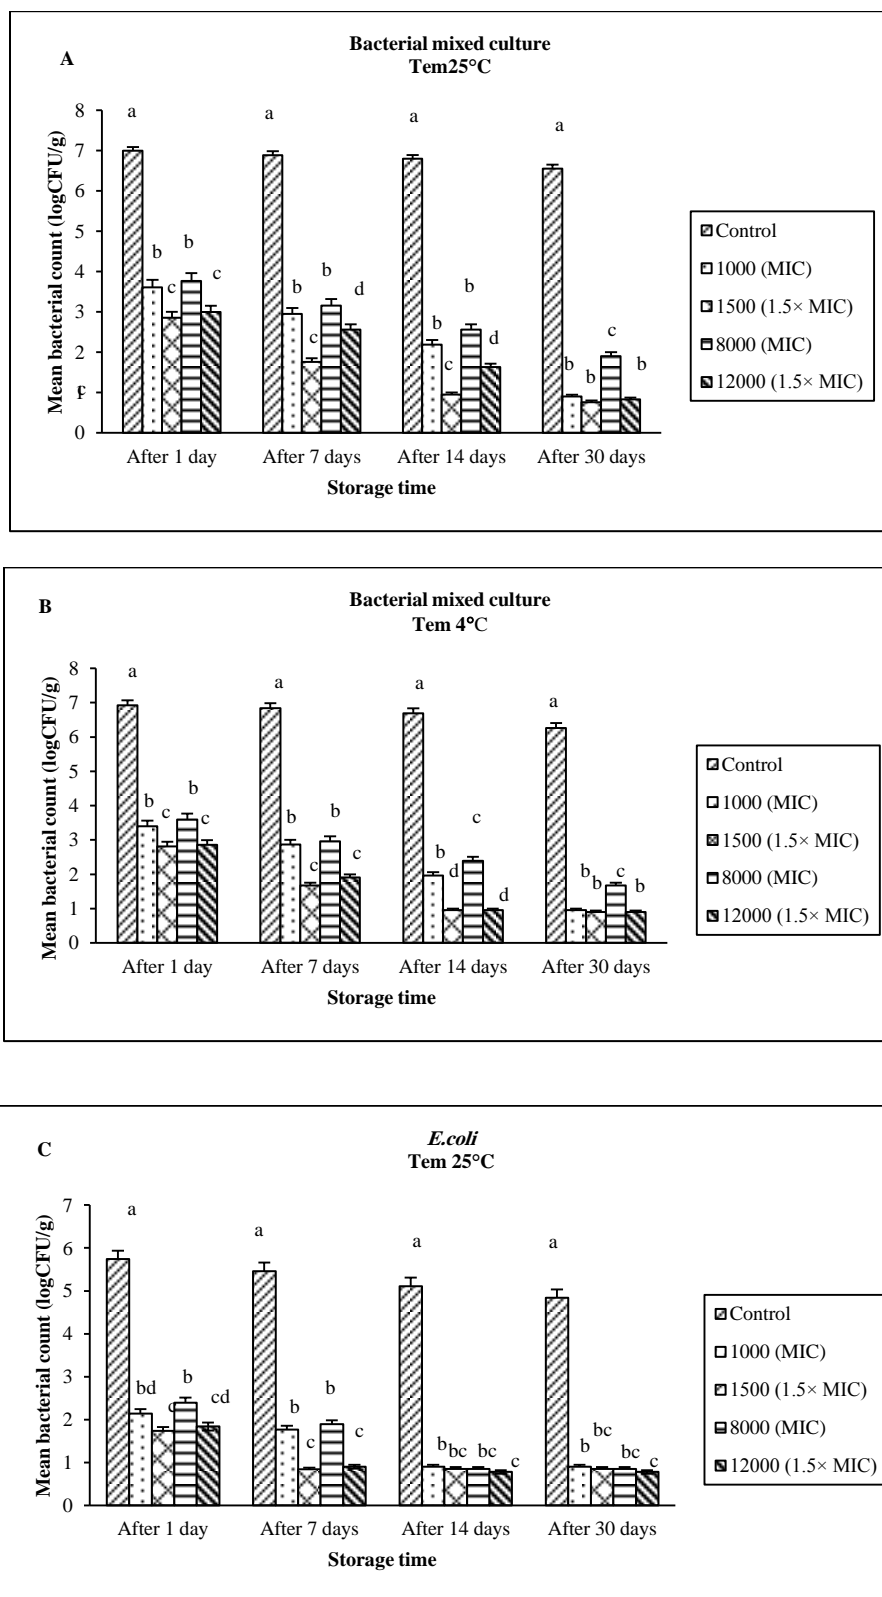 A
Bacterial mixed culture
Tem25°C
Mean bacterial count (logCFU/g)
8
7
6
5
4
3
2
1
0
c
a
b
c
b
c
a
b
c
b
d
a
b
c
b
d
a
b
b
c
b
After 1 day
After 7 days
After 14 days
After 30 days
Storage time
Control
1000 (MIC)
1500 (1.5× MIC)
8000 (MIC)
12000 (1.5× MIC)
B
Bacterial mixed culture
Tem 4°C
Mean bacterial count (logCFU/g)
8
7
6
5
4
3
2
1
0
a
b
c
b
c
a
b
c
b
c
a
b
d
c
d
a
b
b
c
b
After 1 day
After 7 days
After 14 days
After 30 days
Storage time
Control
1000 (MIC)
1500 (1.5× MIC)
8000 (MIC)
12000 (1.5× MIC)
C
E.coli
Tem 25°C
Mean bacterial count (logCFU/g)
7
6
5
4
3
2
1
0
a
bd
c
b
cd
a
b
c
b
c
a
b
bc
bc
c
a
b
bc
bc
c
After 1 day
After 7 days
After 14 days
After 30 days
Storage time
Control
1000 (MIC)
1500 (1.5× MIC)
8000 (MIC)
12000 (1.5× MIC)